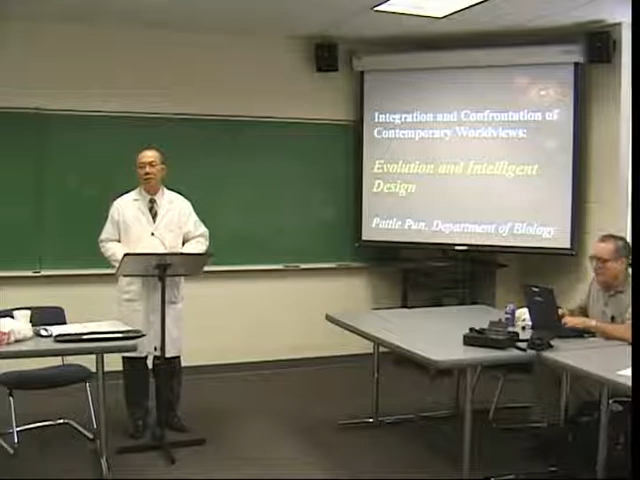 Integration and Confrontation of
Contemporary Worldviews:
Evolution and Intelligent
Design
Pattle Pun, Department of Biology